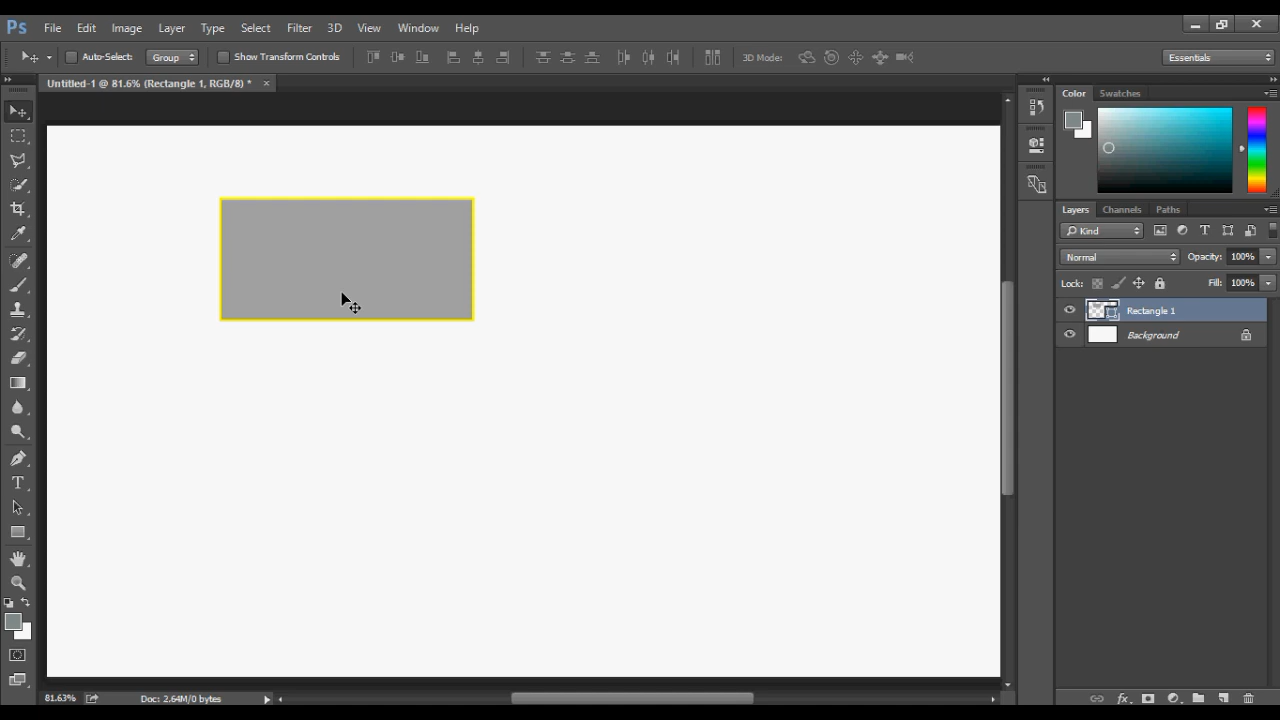 Ps File Edit Image Layer Type Select Filter 3D View Window Help
Auto-Select: Group Show Transform Controls 3D Mode: Essentials
Untitled-1 @ 81.6% (Rectangle 1, RGB/8) * ×
Color Swatches
Layers Channels Paths
Kind T
Normal Opacity: 100%
Lock: Fill: 100%
Rectangle 1
Background
T
81.63% Doc: 2.64M/0 bytes fx